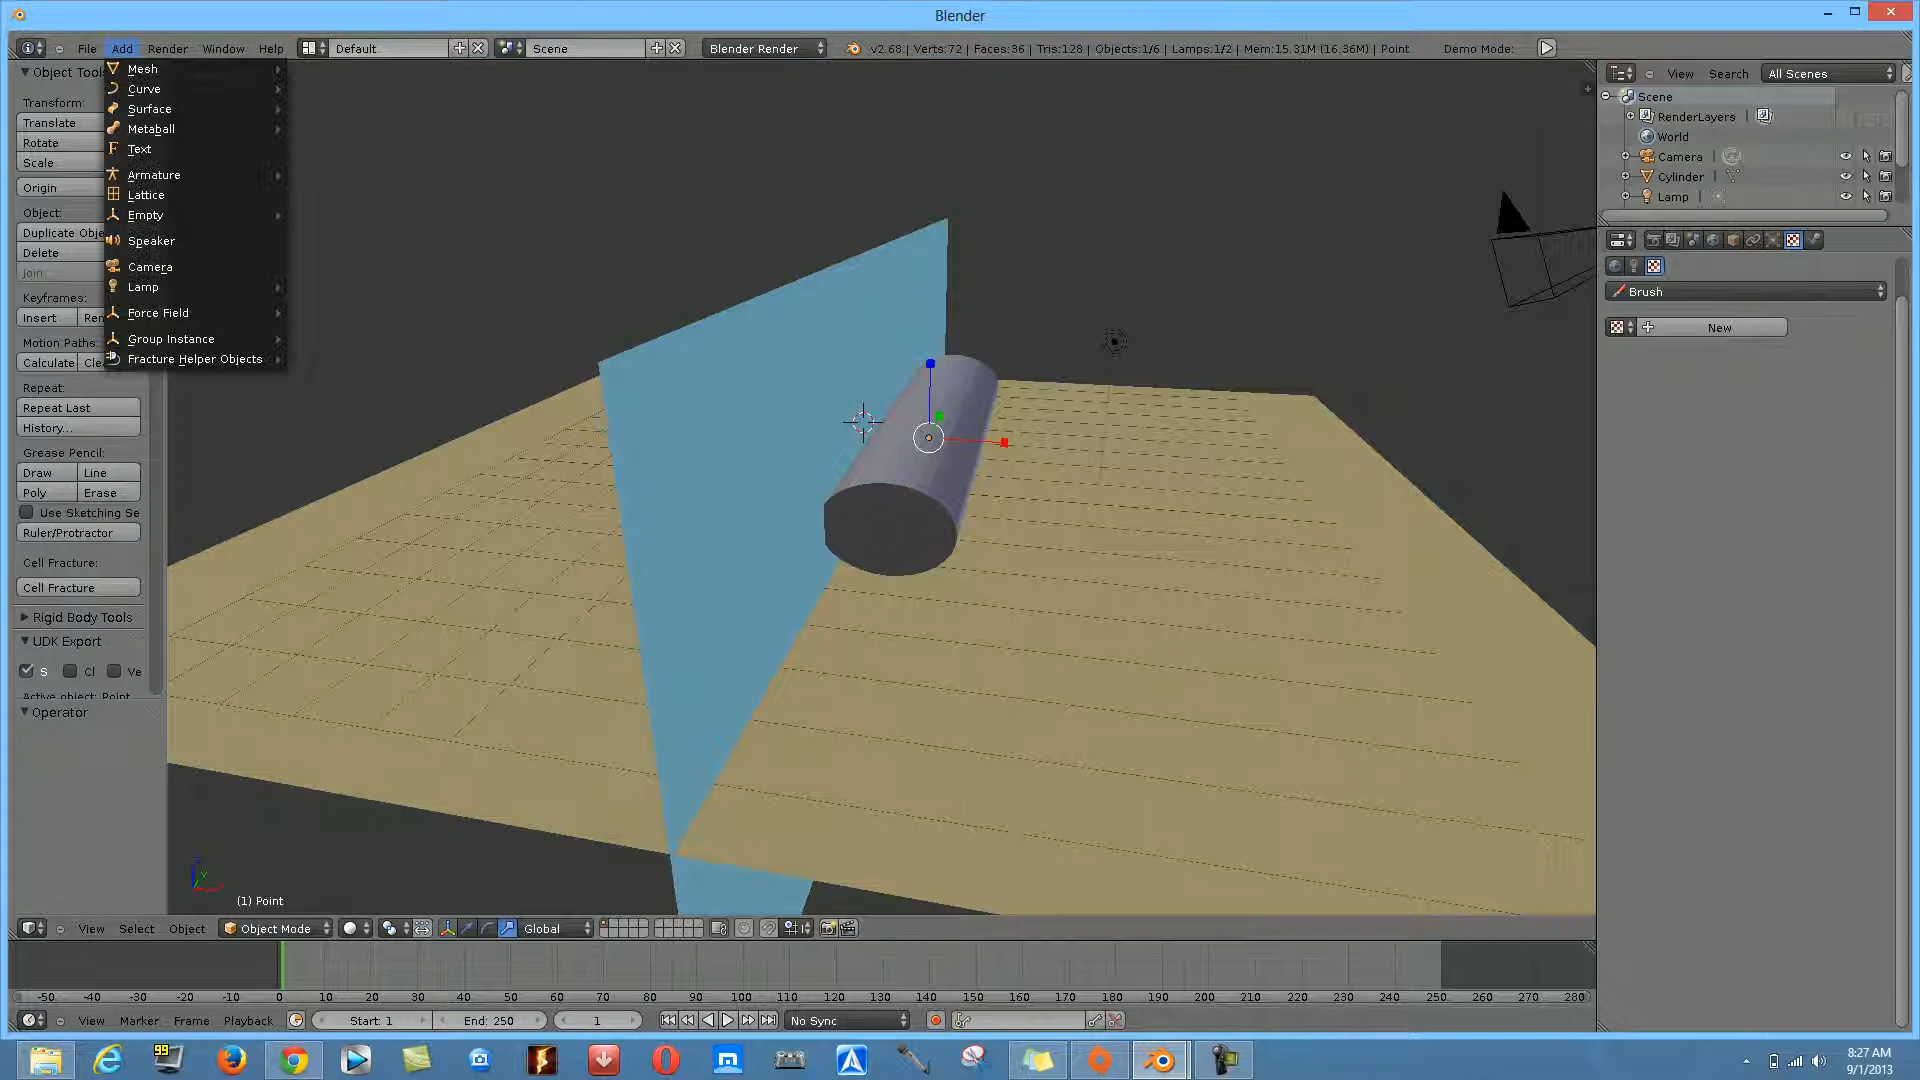 Blender
File Add Render Window Help Default Scene Blender Render v2.68 | Verts:72 | Faces:36 | Tris:128 | Objects:1/6 | Lamps:1/2 | Mem:15.31M (16.36M) | Point Demo Mode:
Object Tools
Transform:
Translate
Rotate
Scale
Origin
Object:
Duplicate Obje
Delete
Join
Keyframes:
Insert Ren
Motion Paths:
Calculate Cle
Repeat:
Repeat Last
History...
Grease Pencil:
Draw Line
Poly Erase
Use Sketching Se
Ruler/Protractor
Cell Fracture:
Cell Fracture
Rigid Body Tools
UDK Export
S Cl Ve
Active object: Point
Operator
Mesh
Curve
Surface
Metaball
Text
Armature
Lattice
Empty
Speaker
Camera
Lamp
Force Field
Group Instance
Fracture Helper Objects
View Search All Scenes
Scene
RenderLayers
World
Camera
Cylinder
Lamp
Brush
New
(1) Point
View Select Object Object Mode Global
-50 -40 -30 -20 -10 0 10 20 30 40 50 60 70 80 90 100 110 120 130 140 150 160 170 180 190 200 210 220 230 240 250 260 270 280
View Marker Frame Playback Start: 1 End: 250 1 No Sync
99
8:27 AM
9/1/2013